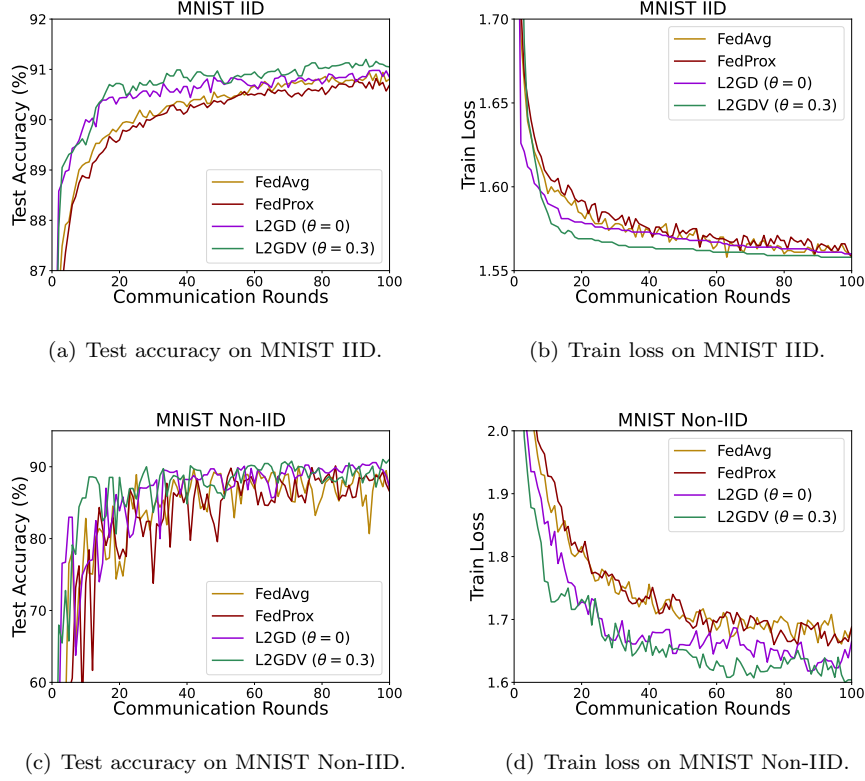 MNIST IID
92
91
90
89
88
87
0 20 40 60 80 100
Test Accuracy (%)
Communication Rounds
FedAvg
FedProx
L2GD (θ = 0)
L2GDV (θ = 0.3)
(a) Test accuracy on MNIST IID.
MNIST IID
1.70
1.65
1.60
1.55
0 20 40 60 80 100
Train Loss
Communication Rounds
FedAvg
FedProx
L2GD (θ = 0)
L2GDV (θ = 0.3)
(b) Train loss on MNIST IID.
MNIST Non-IID
90
80
70
60
0 20 40 60 80 100
Test Accuracy (%)
Communication Rounds
FedAvg
FedProx
L2GD (θ = 0)
L2GDV (θ = 0.3)
(c) Test accuracy on MNIST Non-IID.
MNIST Non-IID
2.0
1.9
1.8
1.7
1.6
0 20 40 60 80 100
Train Loss
Communication Rounds
FedAvg
FedProx
L2GD (θ = 0)
L2GDV (θ = 0.3)
(d) Train loss on MNIST Non-IID.